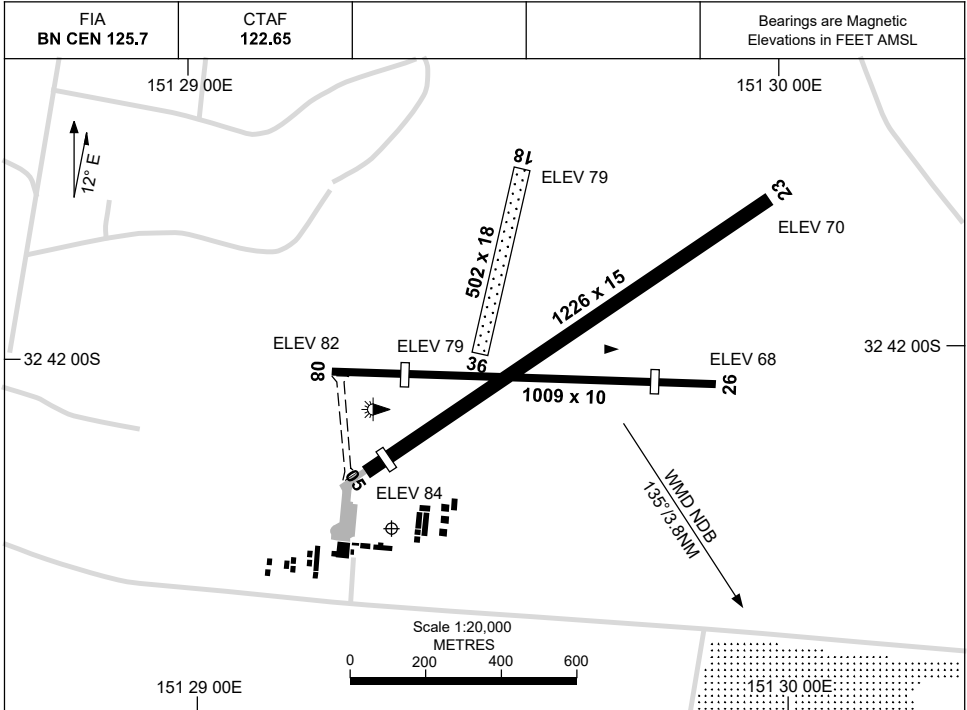 FIA
BN CEN 125.7
CTAF
122.65
Bearings are Magnetic
Elevations in FEET AMSL
151 29 00E
151 30 00E
12° E
18
ELEV 79
23
ELEV 70
502 x 18
1226 x 15
32 42 00S
32 42 00S
ELEV 82
ELEV 79
36
ELEV 68
08
26
1009 x 10
05
ELEV 84
WMD NDB
135°/3.8NM
Scale 1:20,000
METRES
0 200 400 600
151 29 00E
151 30 00E